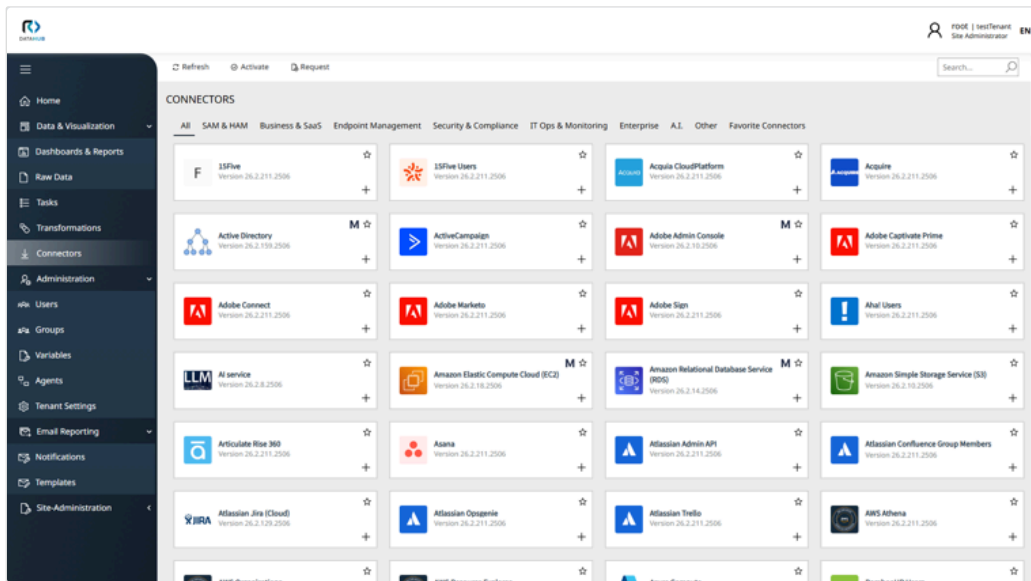 DATAHUB
root | testTenant
Site Administrator
EN
Refresh
Activate
Request
Search...
Home
Data & Visualization
Dashboards & Reports
Raw Data
Tasks
Transformations
Connectors
Administration
Users
Groups
Variables
Agents
Tenant Settings
Email Reporting
Notifications
Templates
Site-Administration
CONNECTORS
All SAM & HAM Business & SaaS Endpoint Management Security & Compliance IT Ops & Monitoring Enterprise A.I. Other Favorite Connectors
F
15Five
Version 26.2.211.2506
15Five Users
Version 26.2.211.2506
ACQUIA
Acquia CloudPlatform
Version 26.2.211.2506
Acquire
Acquire
Version 26.2.211.2506
Active Directory
Version 26.2.159.2506
M
ActiveCampaign
Version 26.2.211.2506
Adobe Admin Console
Version 26.2.10.2506
M
Adobe Captivate Prime
Version 26.2.211.2506
Adobe Connect
Version 26.2.211.2506
Adobe Marketo
Version 26.2.211.2506
Adobe Sign
Version 26.2.211.2506
Aha! Users
Version 26.2.211.2506
LLM
AI service
Version 26.2.8.2506
Amazon Elastic Compute Cloud (EC2)
Version 26.2.18.2506
M
Amazon Relational Database Service
(RDS)
Version 26.2.14.2506
M
Amazon Simple Storage Service (S3)
Version 26.2.10.2506
Articulate Rise 360
Version 26.2.211.2506
Asana
Version 26.2.211.2506
Atlassian Admin API
Version 26.2.211.2506
Atlassian Confluence Group Members
Version 26.2.211.2506
JIRA
Atlassian Jira (Cloud)
Version 26.2.129.2506
Atlassian Opsgenie
Version 26.2.211.2506
Atlassian Trello
Version 26.2.211.2506
AWS Athena
Version 26.2.211.2506